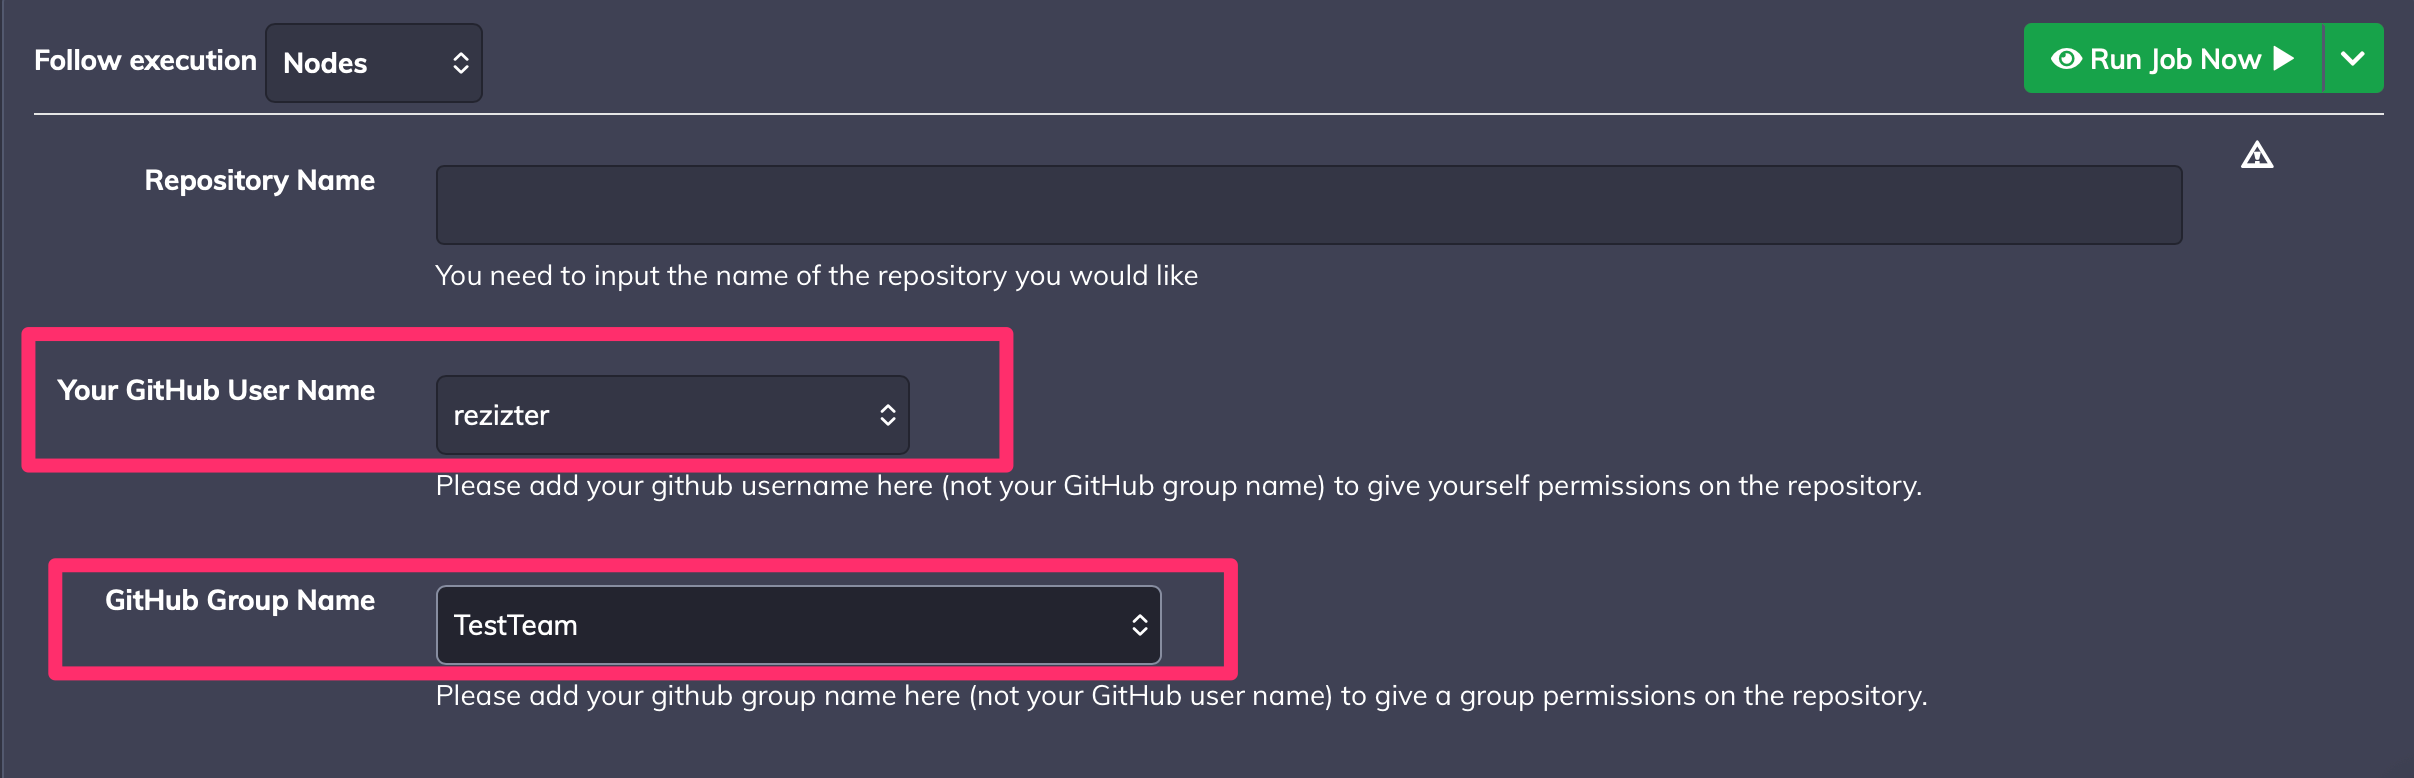 Follow execution Nodes Run Job Now
Repository Name
You need to input the name of the repository you would like
Your GitHub User Name rezizter
Please add your github username here (not your GitHub group name) to give yourself permissions on the repository.
GitHub Group Name TestTeam
Please add your github group name here (not your GitHub user name) to give a group permissions on the repository.